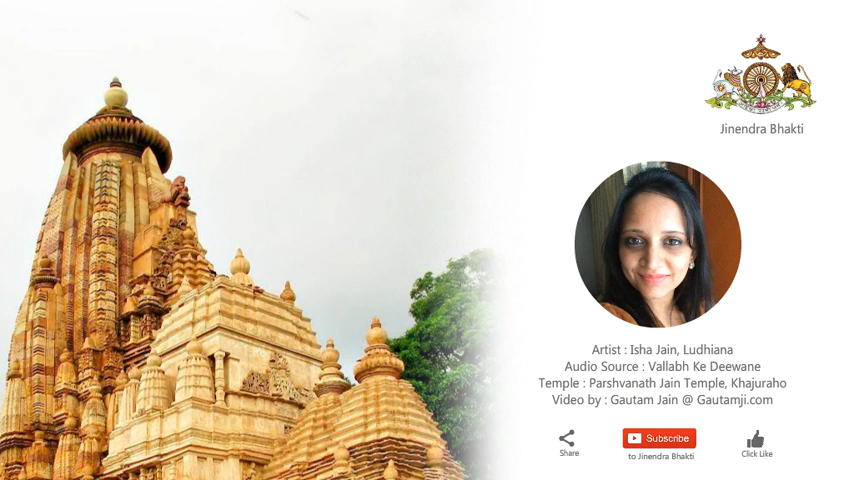 Jinendra Bhakti
Artist : Isha Jain, Ludhiana
Audio Source : Vallabh Ke Deewane
Temple : Parshvanath Jain Temple, Khajuraho
Video by : Gautam Jain @ Gautamji.com
Share
Subscribe
to Jinendra Bhakti
Click Like